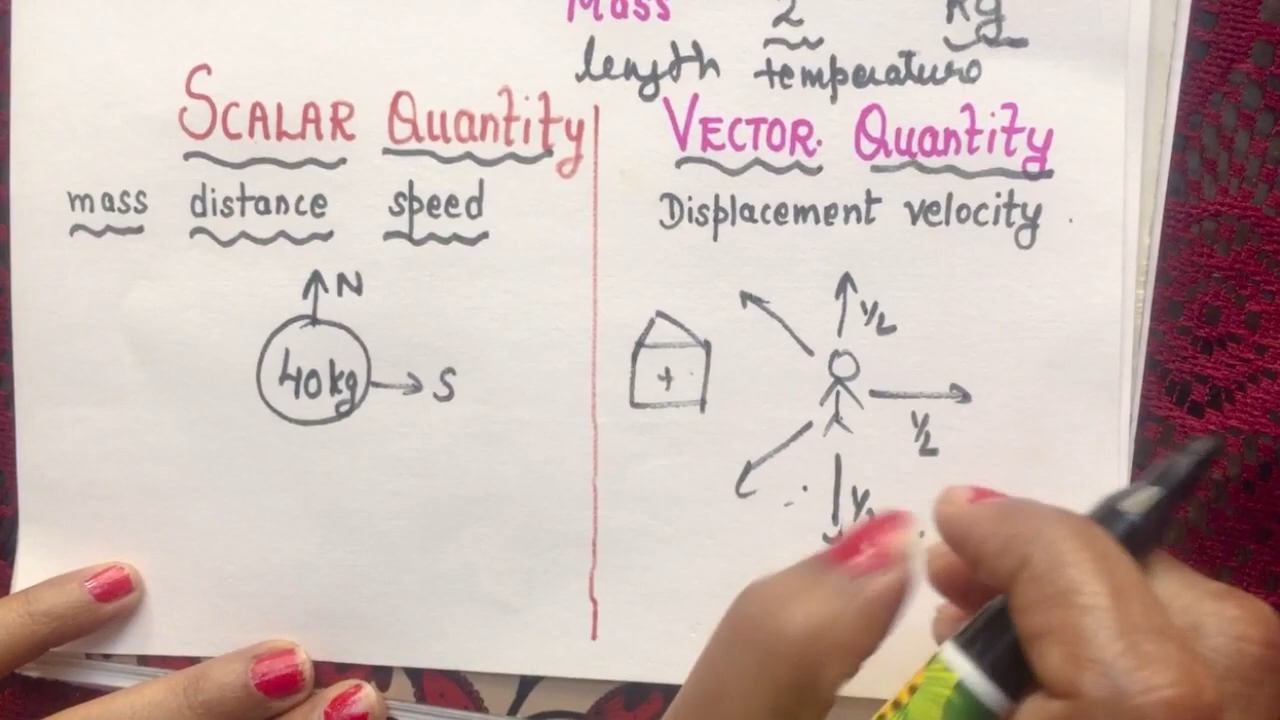 Mass 2 Kg
length temperature
SCALAR Quantity
mass distance speed
N
40kg
S
VECTOR. Quantity
Displacement velocity .
1/2
+
1/2